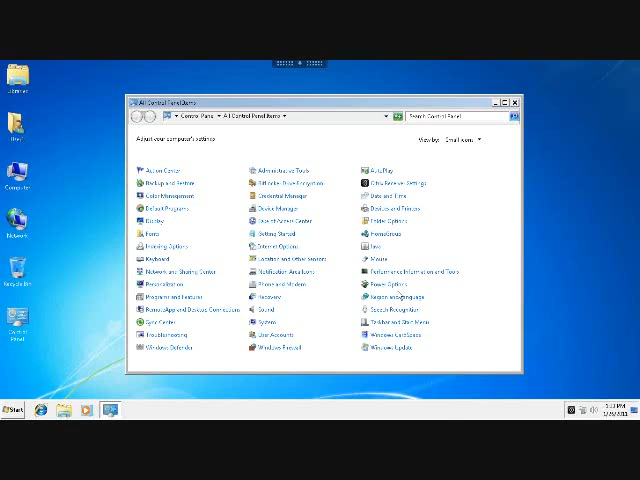 Libraries
User
Computer
Network
Recycle Bin
Control Panel
All Control Panel Items
Control Panel
All Control Panel Items
Search Control Panel
Adjust your computer's settings
View by: Small icons
Action Center
Administrative Tools
AutoPlay
Backup and Restore
BitLocker Drive Encryption
Citrix Receiver Settings
Color Management
Credential Manager
Date and Time
Default Programs
Device Manager
Devices and Printers
Display
Ease of Access Center
Folder Options
Fonts
Getting Started
HomeGroup
Indexing Options
Internet Options
Java
Keyboard
Location and Other Sensors
Mouse
Network and Sharing Center
Notification Area Icons
Performance Information and Tools
Personalization
Phone and Modem
Power Options
Programs and Features
Recovery
Region and Language
RemoteApp and Desktop Connections
Sound
Speech Recognition
Sync Center
System
Taskbar and Start Menu
Troubleshooting
User Accounts
Windows CardSpace
Windows Defender
Windows Firewall
Windows Update
Start
1/26/2011